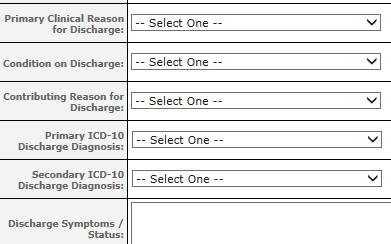 Primary Clinical Reason
for Discharge:
-- Select One --
Condition on Discharge:
-- Select One --
Contributing Reason for
Discharge:
-- Select One --
Primary ICD-10
Discharge Diagnosis:
-- Select One --
Secondary ICD-10
Discharge Diagnosis:
-- Select One --
Discharge Symptoms /
Status: